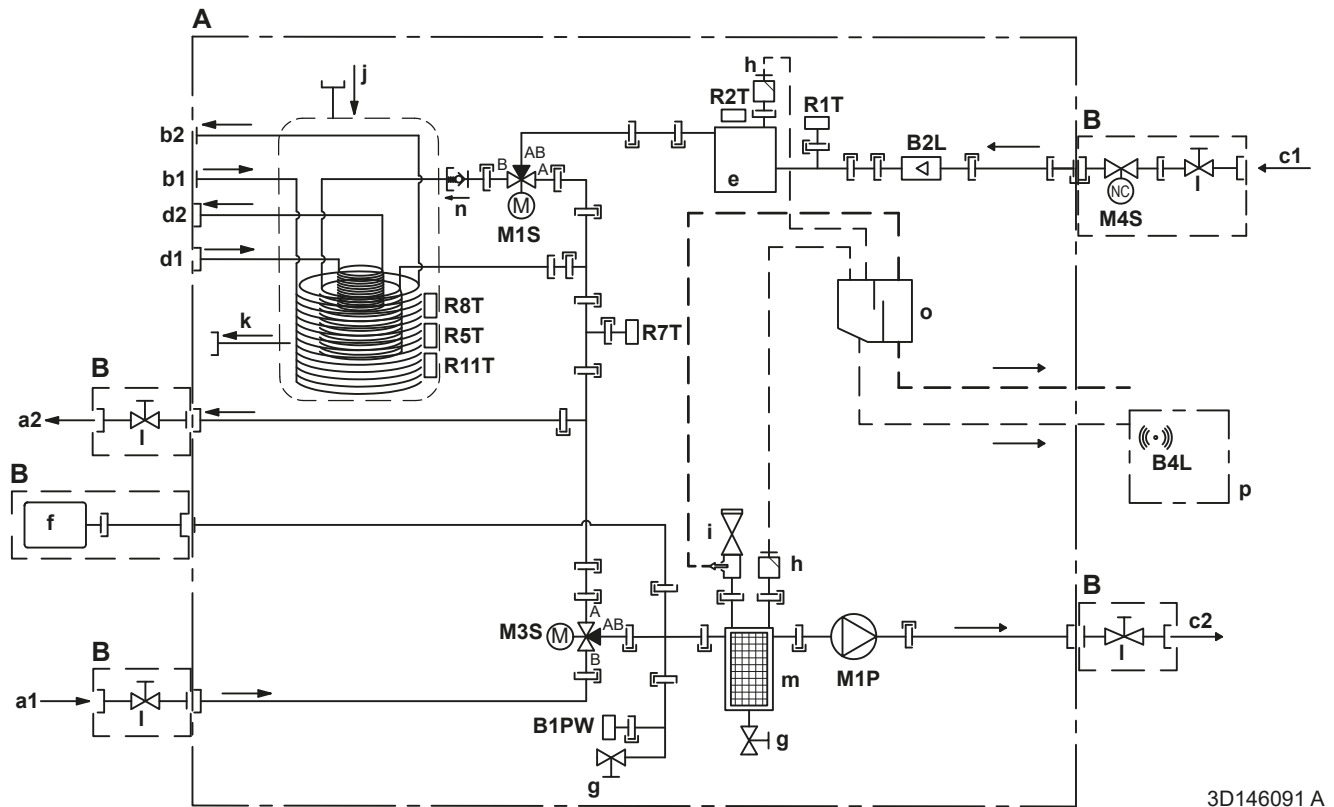 A
j
h
b2
R2T
R1T
B
B2L
c1
AB
B
A
b1
e
l
n
M
NC
M4S
d2
M1S
d1
R8T
o
k
R5T
R7T
R11T
B
a2
l
B4L
B
p
f
i
h
B
A
M3S
M
AB
c2
B
B
l
m
M1P
a1
l
B1PW
g
g
3D146091 A